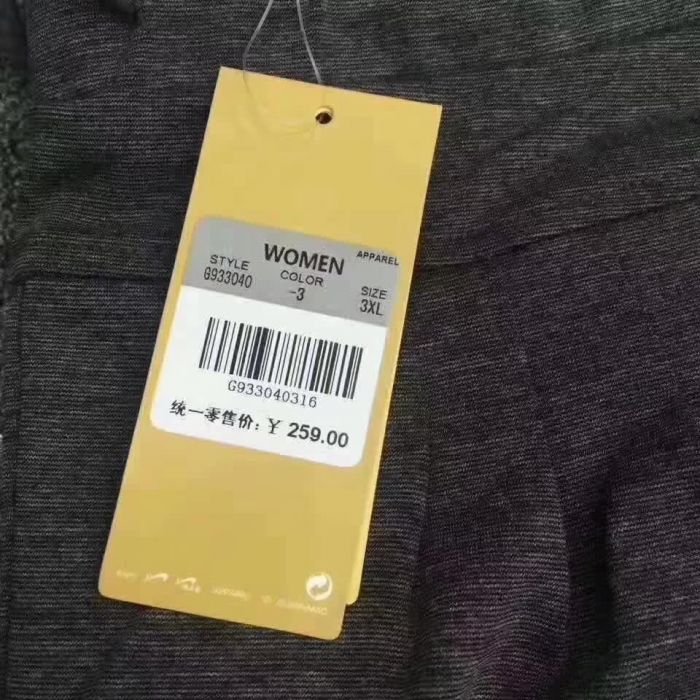 WOMEN APPAREL
STYLE COLOR SIZE
G933040 -3 3XL
G933040316
统一零售价: ¥ 259.00